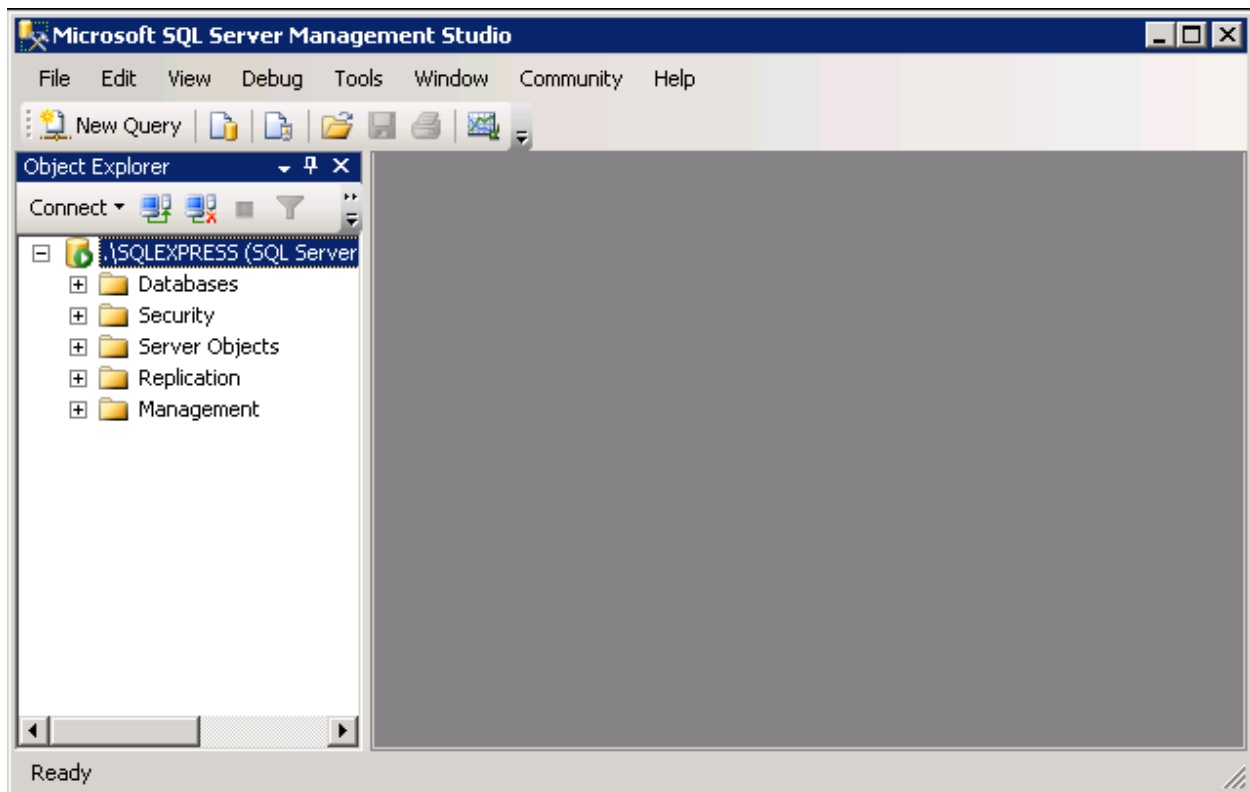 Microsoft SQL Server Management Studio
File Edit View Debug Tools Window Community Help
New Query
Object Explorer
Connect
.\SQLEXPRESS (SQL Server
Databases
Security
Server Objects
Replication
Management
Ready